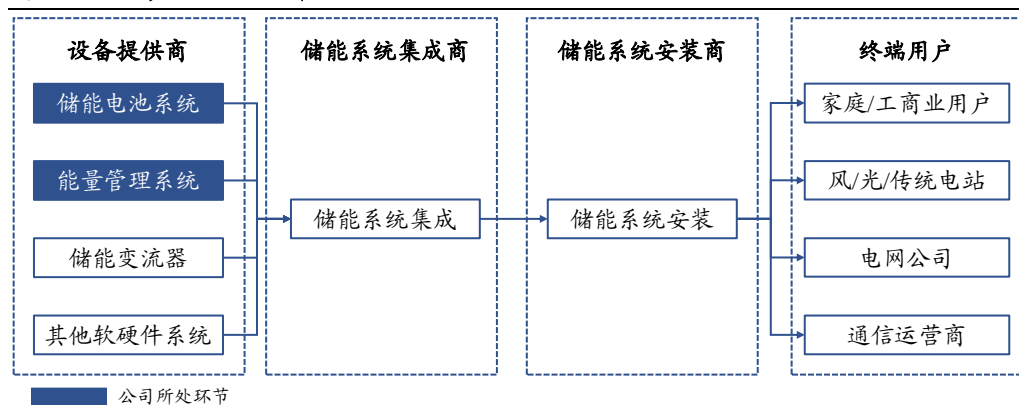 设备提供商
储能电池系统
能量管理系统
储能变流器
其他软硬件系统
储能系统集成商
储能系统集成
储能系统安装商
储能系统安装
终端用户
家庭/工商业用户
风/光/传统电站
电网公司
通信运营商
公司所处环节